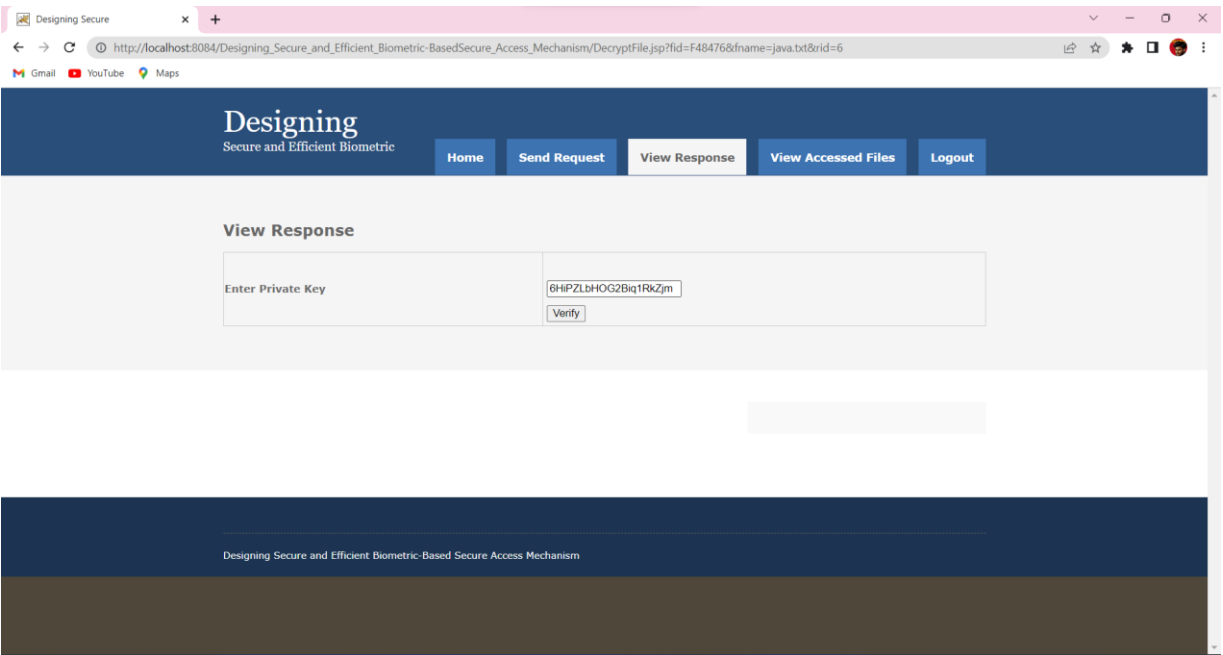 Designing Secure
http://localhost:8084/Designing_Secure_and_Efficient_Biometric-BasedSecure_Access_Mechanism/DecryptFile.jsp?fid=F48476&fname=java.txt&rid=6
Gmail YouTube Maps
Designing
Secure and Efficient Biometric
Home Send Request View Response View Accessed Files Logout
View Response
Enter Private Key 6HiPZLbHOG2Biq1RkZjm
Verify
Designing Secure and Efficient Biometric-Based Secure Access Mechanism